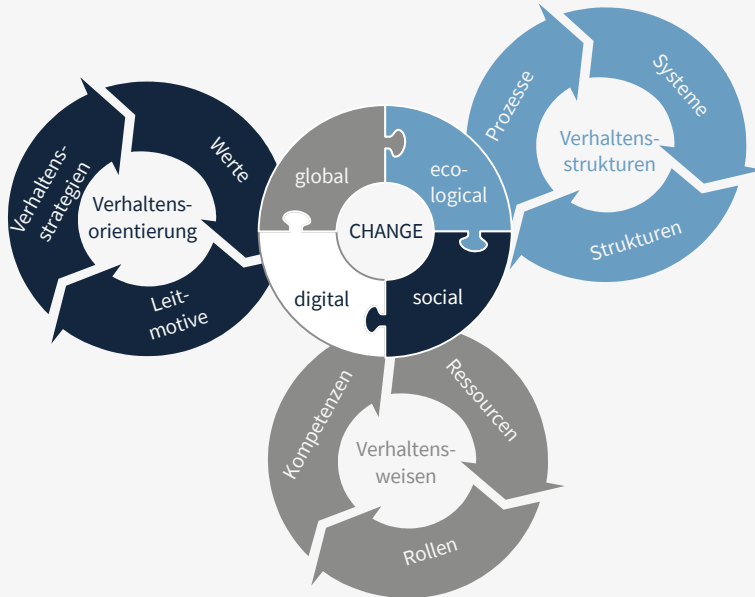 Verhaltens-
strategien
Werte
Verhaltens-
orientierung
Leit-
motive
global
eco-
logical
CHANGE
digital
social
Prozesse
Systeme
Verhaltens-
strukturen
Strukturen
Kompetenzen
Ressourcen
Verhaltens-
weisen
Rollen